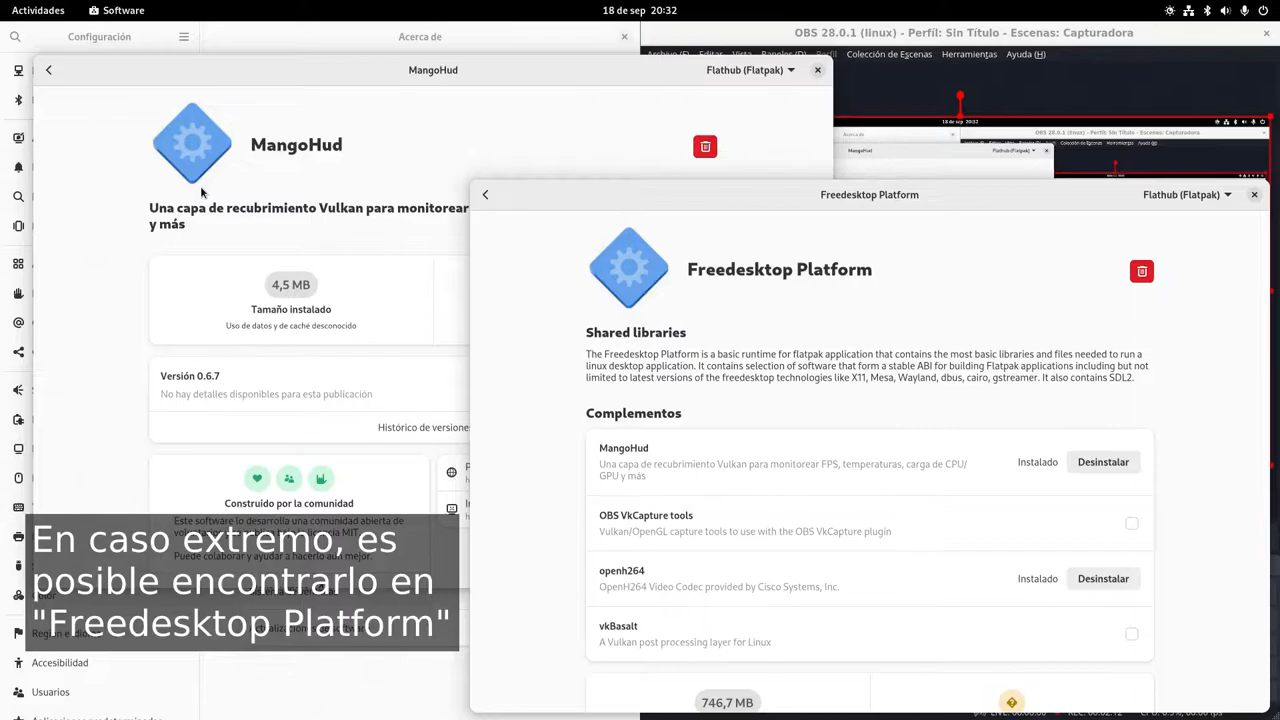 Actividades
Software
18 de sep 20:32
Configuración
Acerca de
OBS 28.0.1 (linux) - Perfíl: Sin Título - Escenas: Capturadora
Colección de Escenas Herramientas Ayuda (H)
MangoHud
Flathub (Flatpak)
MangoHud
Una capa de recubrimiento Vulkan para monitorear
y más
4,5 MB
Tamaño instalado
Uso de datos y de caché desconocido
Versión 0.6.7
No hay detalles disponibles para esta publicación
Histórico de versione
Construido por la comunidad
Este software lo desarrolla una comunidad abierta de
Puede colaborar y ayudar a hacerlo aún mejor.
En caso extremo, es
posible encontrarlo en
"Freedesktop Platform"
Accesibilidad
Usuarios
Freedesktop Platform
Flathub (Flatpak)
Freedesktop Platform
Shared libraries
The Freedesktop Platform is a basic runtime for flatpak application that contains the most basic libraries and files needed to run a
linux desktop application. It contains selection of software that form a stable ABI for building Flatpak applications including but not
limited to latest versions of the freedesktop technologies like X11, Mesa, Wayland, dbus, cairo, gstreamer. It also contains SDL2.
Complementos
MangoHud
Una capa de recubrimiento Vulkan para monitorear FPS, temperaturas, carga de CPU/
GPU y más
Instalado
Desinstalar
OBS VkCapture tools
Vulkan/OpenGL capture tools to use with the OBS VkCapture plugin
openh264
OpenH264 Video Codec provided by Cisco Systems, Inc.
Instalado
Desinstalar
vkBasalt
A Vulkan post processing layer for Linux
746,7 MB